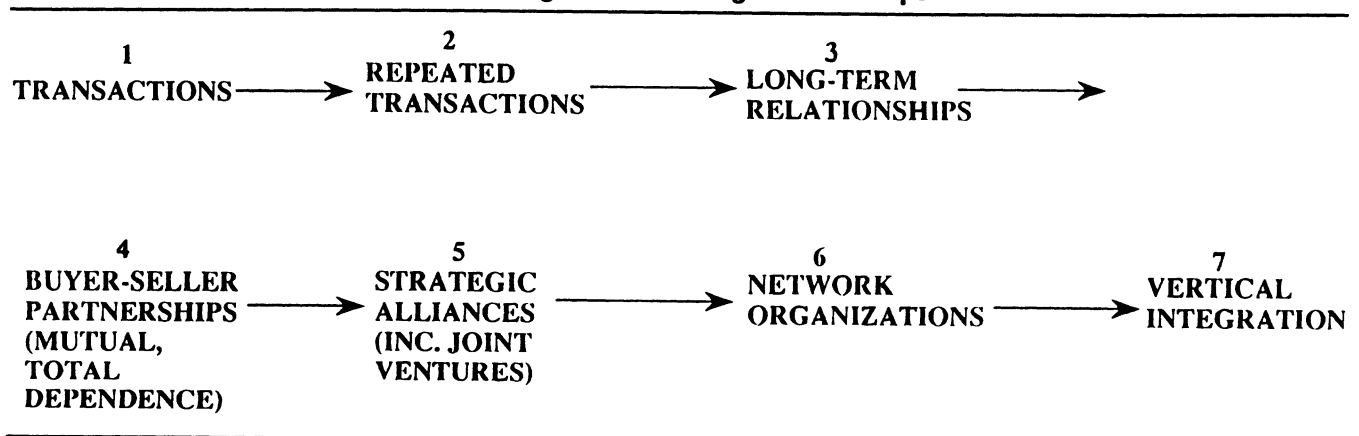 1
TRANSACTIONS
2
REPEATED
TRANSACTIONS
3
LONG-TERM
RELATIONSHIPS
4
BUYER-SELLER
PARTNERSHIPS
(MUTUAL,
TOTAL
DEPENDENCE)
5
STRATEGIC
ALLIANCES
(INC. JOINT
VENTURES)
6
NETWORK
ORGANIZATIONS
7
VERTICAL
INTEGRATION